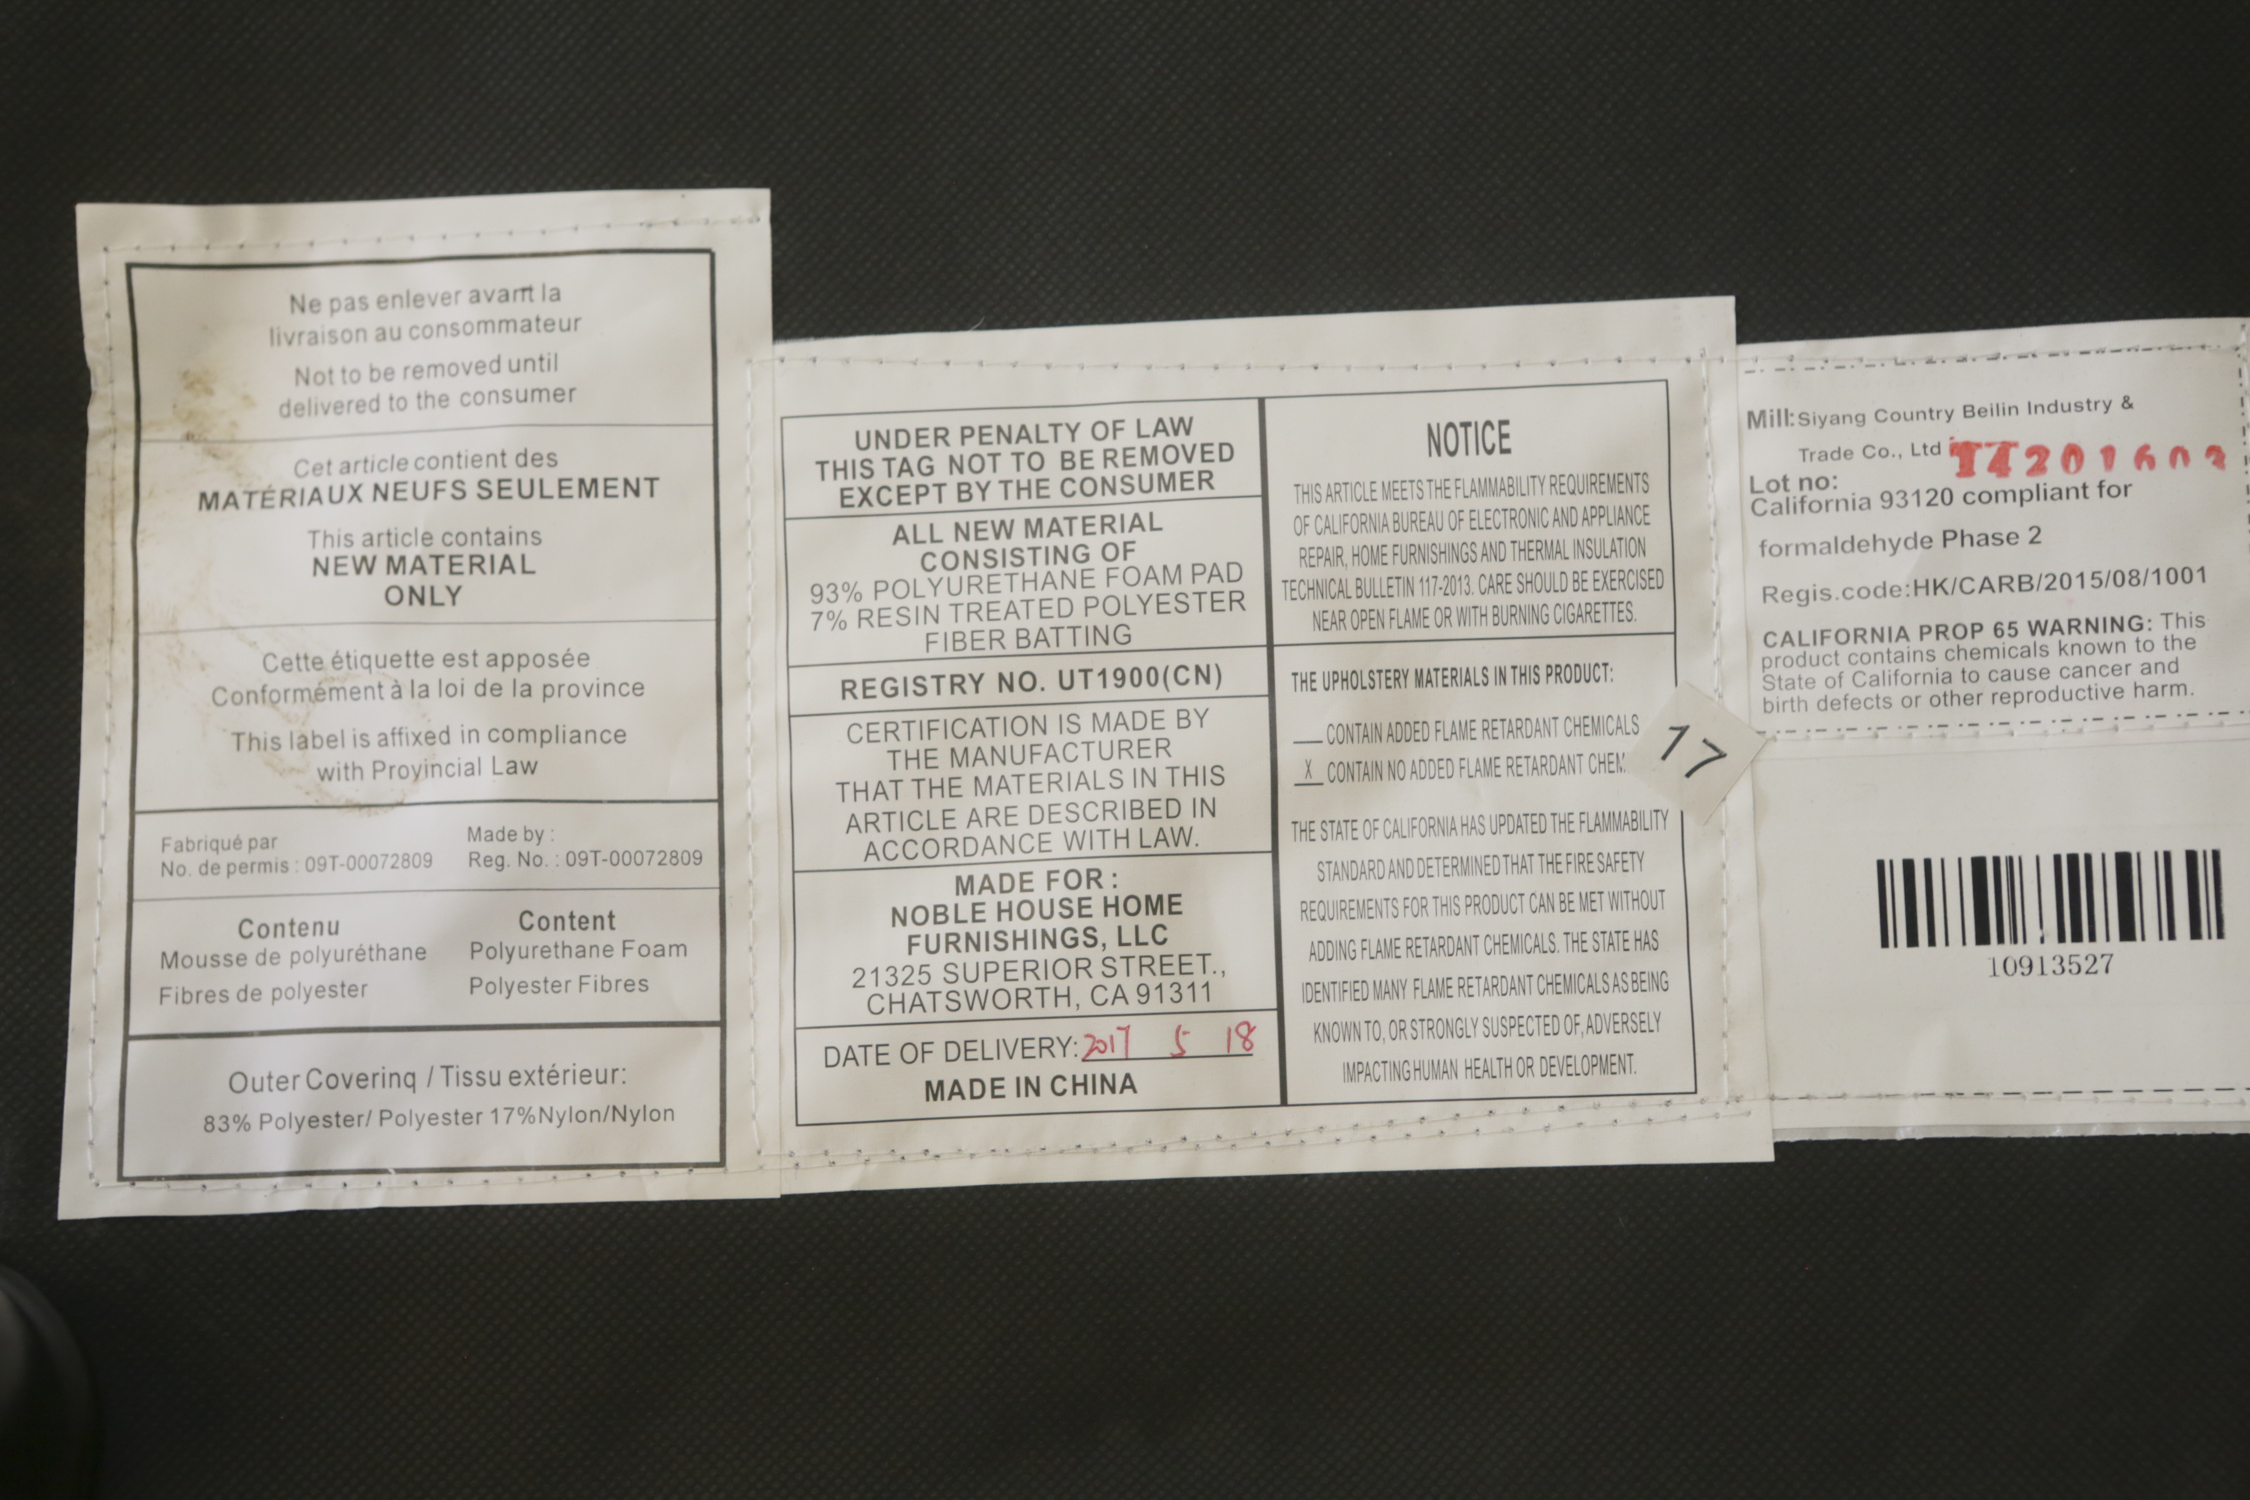 Ne pas enlever avant la
livraison au consommateur
Not to be removed until
delivered to the consumer
Cet article contient des
MATÉRIAUX NEUFS SEULEMENT
This article contains
NEW MATERIAL
ONLY
Cette étiquette est apposée
Conformément à la loi de la province
This label is affixed in compliance
with Provincial Law
Fabriqué par
No. de permis : 09T-00072809
Made by :
Reg. No. : 09T-00072809
Contenu
Mousse de polyuréthane
Fibres de polyester
Content
Polyurethane Foam
Polyester Fibres
Outer Coverinq / Tissu extérieur:
83% Polyester/ Polyester 17%Nylon/Nylon
UNDER PENALTY OF LAW
THIS TAG NOT TO BE REMOVED
EXCEPT BY THE CONSUMER
ALL NEW MATERIAL
CONSISTING OF
93% POLYURETHANE FOAM PAD
7% RESIN TREATED POLYESTER
FIBER BATTING
REGISTRY NO. UT1900(CN)
CERTIFICATION IS MADE BY
THE MANUFACTURER
THAT THE MATERIALS IN THIS
ARTICLE ARE DESCRIBED IN
ACCORDANCE WITH LAW.
MADE FOR :
NOBLE HOUSE HOME
FURNISHINGS, LLC
21325 SUPERIOR STREET.,
CHATSWORTH, CA 91311
DATE OF DELIVERY: 2017 5 18
MADE IN CHINA
NOTICE
THIS ARTICLE MEETS THE FLAMMABILITY REQUIREMENTS
OF CALIFORNIA BUREAU OF ELECTRONIC AND APPLIANCE
REPAIR, HOME FURNISHINGS AND THERMAL INSULATION
TECHNICAL BULLETIN 117-2013. CARE SHOULD BE EXERCISED
NEAR OPEN FLAME OR WITH BURNING CIGARETTES.
THE UPHOLSTERY MATERIALS IN THIS PRODUCT:
___ CONTAIN ADDED FLAME RETARDANT CHEMICALS
X CONTAIN NO ADDED FLAME RETARDANT CHEM
17
THE STATE OF CALIFORNIA HAS UPDATED THE FLAMMABILITY
STANDARD AND DETERMINED THAT THE FIRE SAFETY
REQUIREMENTS FOR THIS PRODUCT CAN BE MET WITHOUT
ADDING FLAME RETARDANT CHEMICALS. THE STATE HAS
IDENTIFIED MANY FLAME RETARDANT CHEMICALS AS BEING
KNOWN TO, OR STRONGLY SUSPECTED OF, ADVERSELY
IMPACTING HUMAN HEALTH OR DEVELOPMENT.
Mill: Siyang Country Beilin Industry &
Trade Co., Ltd
Lot no:
California 93120 compliant for
formaldehyde Phase 2
Regis.code:HK/CARB/2015/08/1001
CALIFORNIA PROP 65 WARNING: This
product contains chemicals known to the
State of California to cause cancer and
birth defects or other reproductive harm.
10913527